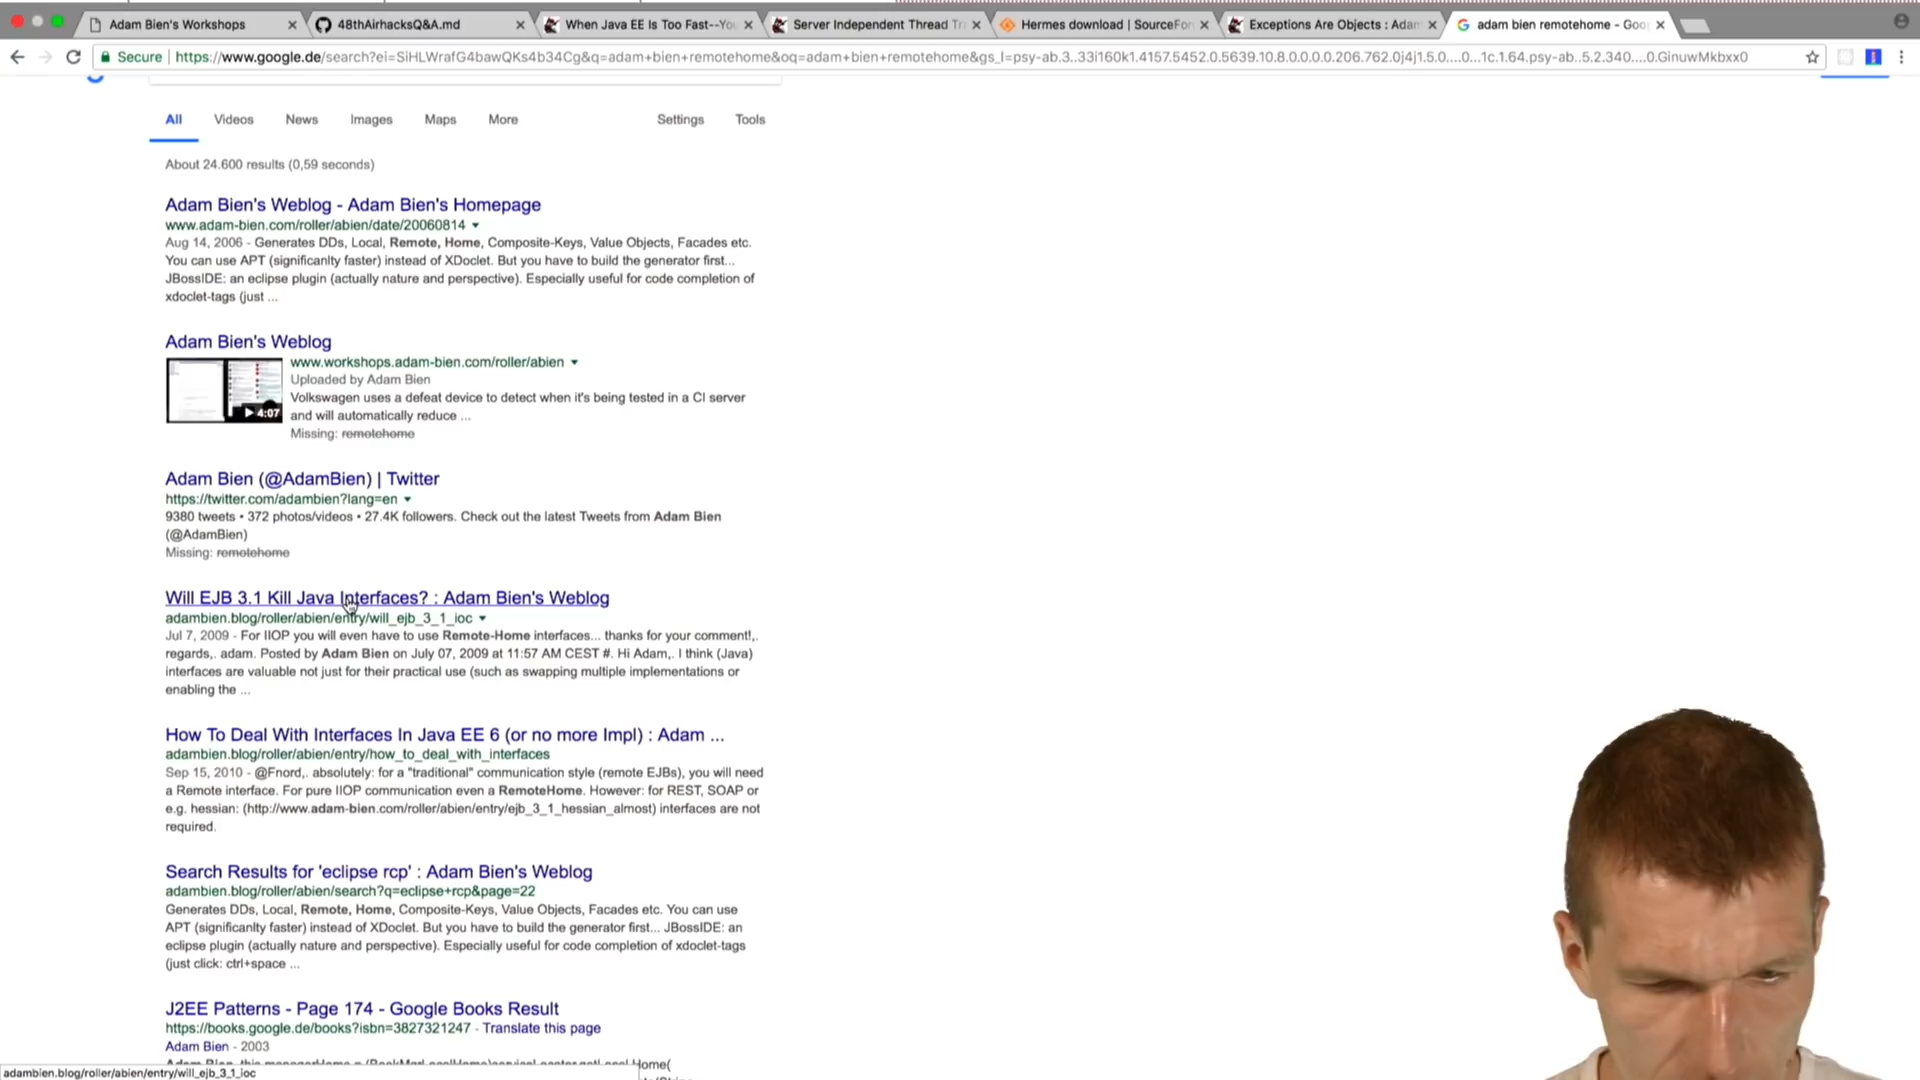 Adam Bien's Workshops
48thAirhacksQ&A.md
When Java EE Is Too Fast--You
Server Independent Thread Tr
Hermes download | SourceFor
Exceptions Are Objects : Adam
adam bien remotehome - Goo
Secure https://www.google.de/search?ei=SiHLWrafG4bawQKs4b34Cg&q=adam+bien+remotehome&oq=adam+bien+remotehome&gs_l=psy-ab.3..33i160k1.4157.5452.0.5639.10.8.0.0.0.0.206.762.0j4j1.5.0....0...1c.1.64.psy-ab..5.2.340....0.GinuwMkbxx0
All Videos News Images Maps More Settings Tools
About 24.600 results (0,59 seconds)
Adam Bien's Weblog - Adam Bien's Homepage
www.adam-bien.com/roller/abien/date/20060814
Aug 14, 2006 - Generates DDs, Local, Remote, Home, Composite-Keys, Value Objects, Facades etc.
You can use APT (significanlty faster) instead of XDoclet. But you have to build the generator first...
JBossIDE: an eclipse plugin (actually nature and perspective). Especially useful for code completion of
xdoclet-tags (just ...
Adam Bien's Weblog
www.workshops.adam-bien.com/roller/abien
Uploaded by Adam Bien
Volkswagen uses a defeat device to detect when it's being tested in a CI server
and will automatically reduce ...
4:07
Missing: remotehome
Adam Bien (@AdamBien) | Twitter
https://twitter.com/adambien?lang=en
9380 tweets • 372 photos/videos • 27.4K followers. Check out the latest Tweets from Adam Bien
(@AdamBien)
Missing: remotehome
Will EJB 3.1 Kill Java Interfaces? : Adam Bien's Weblog
adambien.blog/roller/abien/entry/will_ejb_3_1_ioc
Jul 7, 2009 - For IIOP you will even have to use Remote-Home interfaces... thanks for your comment!,.
regards,. adam. Posted by Adam Bien on July 07, 2009 at 11:57 AM CEST #. Hi Adam,. I think (Java)
interfaces are valuable not just for their practical use (such as swapping multiple implementations or
enabling the ...
How To Deal With Interfaces In Java EE 6 (or no more Impl) : Adam ...
adambien.blog/roller/abien/entry/how_to_deal_with_interfaces
Sep 15, 2010 - @Fnord,. absolutely: for a "traditional" communication style (remote EJBs), you will need
a Remote interface. For pure IIOP communication even a RemoteHome. However: for REST, SOAP or
e.g. hessian: (http://www.adam-bien.com/roller/abien/entry/ejb_3_1_hessian_almost) interfaces are not
required.
Search Results for 'eclipse rcp' : Adam Bien's Weblog
adambien.blog/roller/abien/search?q=eclipse+rcp&page=22
Generates DDs, Local, Remote, Home, Composite-Keys, Value Objects, Facades etc. You can use
APT (significanlty faster) instead of XDoclet. But you have to build the generator first... JBossIDE: an
eclipse plugin (actually nature and perspective). Especially useful for code completion of xdoclet-tags
(just click: ctrl+space ...
J2EE Patterns - Page 174 - Google Books Result
https://books.google.de/books?isbn=3827321247 - Translate this page
Adam Bien - 2003
Home(
adambien.blog/roller/abien/entry/will_ejb_3_1_ioc